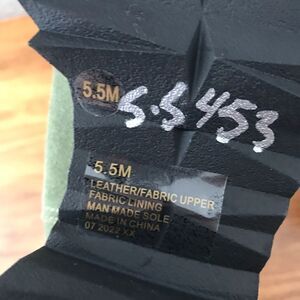 5.5M
5.5 453
5.5M
LEATHER/FABRIC UPPER
FABRIC LINING
MAN MADE SOLE
MADE IN CHINA
07 2022 XX